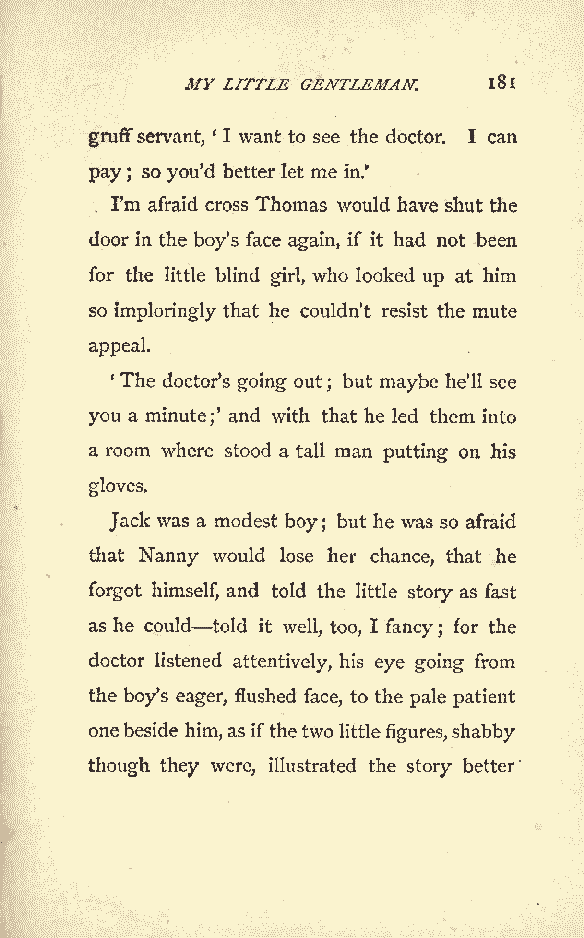 MY LITTLE GENTLEMAN. 181
gruff servant, ‘ I want to see the doctor. I can
pay ; so you’d better let me in.’
I’m afraid cross Thomas would have shut the
door in the boy’s face again, if it had not been
for the little blind girl, who looked up at him
so imploringly that he couldn’t resist the mute
appeal.
‘ The doctor’s going out ; but maybe he’ll see
you a minute ;’ and with that he led them into
a room where stood a tall man putting on his
gloves.
Jack was a modest boy ; but he was so afraid
that Nanny would lose her chance, that he
forgot himself, and told the little story as fast
as he could—told it well, too, I fancy ; for the
doctor listened attentively, his eye going from
the boy’s eager, flushed face, to the pale patient
one beside him, as if the two little figures, shabby
though they were, illustrated the story better